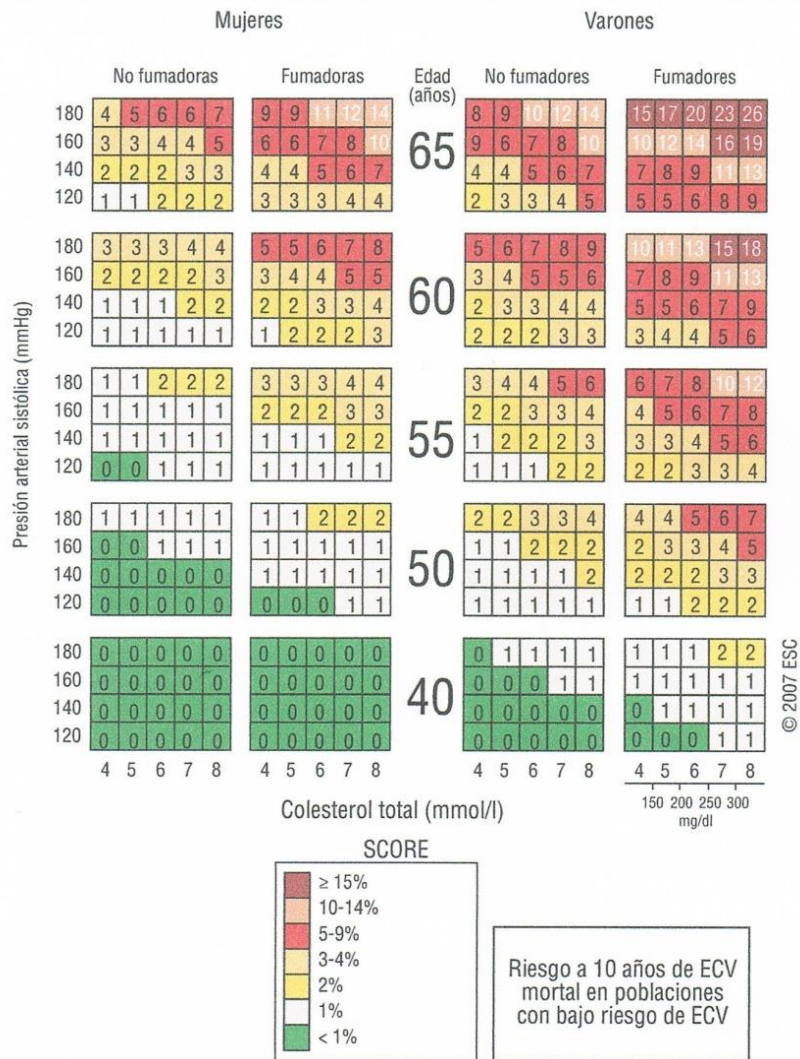 Mujeres Varones
No fumadoras Fumadoras Edad (años) No fumadores Fumadores
180 4 5 6 6 7 9 9 11 12 14 8 9 10 12 14 15 17 20 23 26
160 3 3 4 4 5 6 6 7 8 10 9 6 7 8 10 10 12 14 16 19
65
140 2 2 2 3 3 4 4 5 6 7 4 4 5 6 7 7 8 9 11 13
120 1 1 2 2 2 3 3 3 4 4 2 3 3 4 5 5 5 6 8 9
180 3 3 3 4 4 5 5 6 7 8 5 6 7 8 9 10 11 13 15 18
160 2 2 2 2 3 3 4 4 5 5 3 4 5 5 6 7 8 9 11 13
60
140 1 1 1 2 2 2 2 3 3 4 2 3 3 4 4 5 5 6 7 9
120 1 1 1 1 1 1 2 2 2 3 2 2 2 3 3 3 4 4 5 6
180 1 1 2 2 2 3 3 3 4 4 3 4 4 5 6 6 7 8 10 12
160 1 1 1 1 1 2 2 2 3 3 2 2 3 3 4 4 5 6 7 8
55
140 1 1 1 1 1 1 1 1 2 2 1 2 2 2 3 3 3 4 5 6
120 0 0 1 1 1 1 1 1 1 1 1 1 1 2 2 2 2 3 3 4
180 1 1 1 1 1 1 1 2 2 2 2 2 3 3 4 4 4 5 6 7
160 0 0 1 1 1 1 1 1 1 1 1 1 2 2 2 2 3 3 4 5
50
140 0 0 0 0 0 1 1 1 1 1 1 1 1 1 2 2 2 2 3 3
120 0 0 0 0 0 0 0 0 1 1 1 1 1 1 1 1 1 2 2 2
180 0 0 0 0 0 0 0 0 0 0 0 1 1 1 1 1 1 1 2 2
160 0 0 0 0 0 0 0 0 0 0 0 0 0 1 1 1 1 1 1 1
40
140 0 0 0 0 0 0 0 0 0 0 0 0 0 0 0 0 1 1 1 1
120 0 0 0 0 0 0 0 0 0 0 0 0 0 0 0 0 0 0 1 1
4 5 6 7 8 4 5 6 7 8 4 5 6 7 8 4 5 6 7 8
150 200 250 300
mg/dl
Presión arterial sistólica (mmHg)
© 2007 ESC
Colesterol total (mmol/l)
SCORE
≥ 15%
10-14%
5-9%
3-4%
2%
1%
< 1%
Riesgo a 10 años de ECV
mortal en poblaciones
con bajo riesgo de ECV